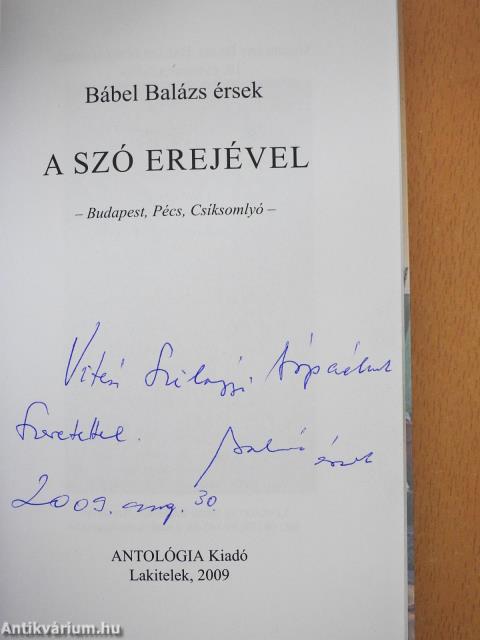 Bábel Balázs érsek
A SZÓ EREJÉVEL
– Budapest, Pécs, Csíksomlyó –
Vitéz Szilágyi
Szeretettel. Balázs érsek
2009. aug. 30.
ANTOLÓGIA Kiadó
Lakitelek, 2009
Antikvárium.hu